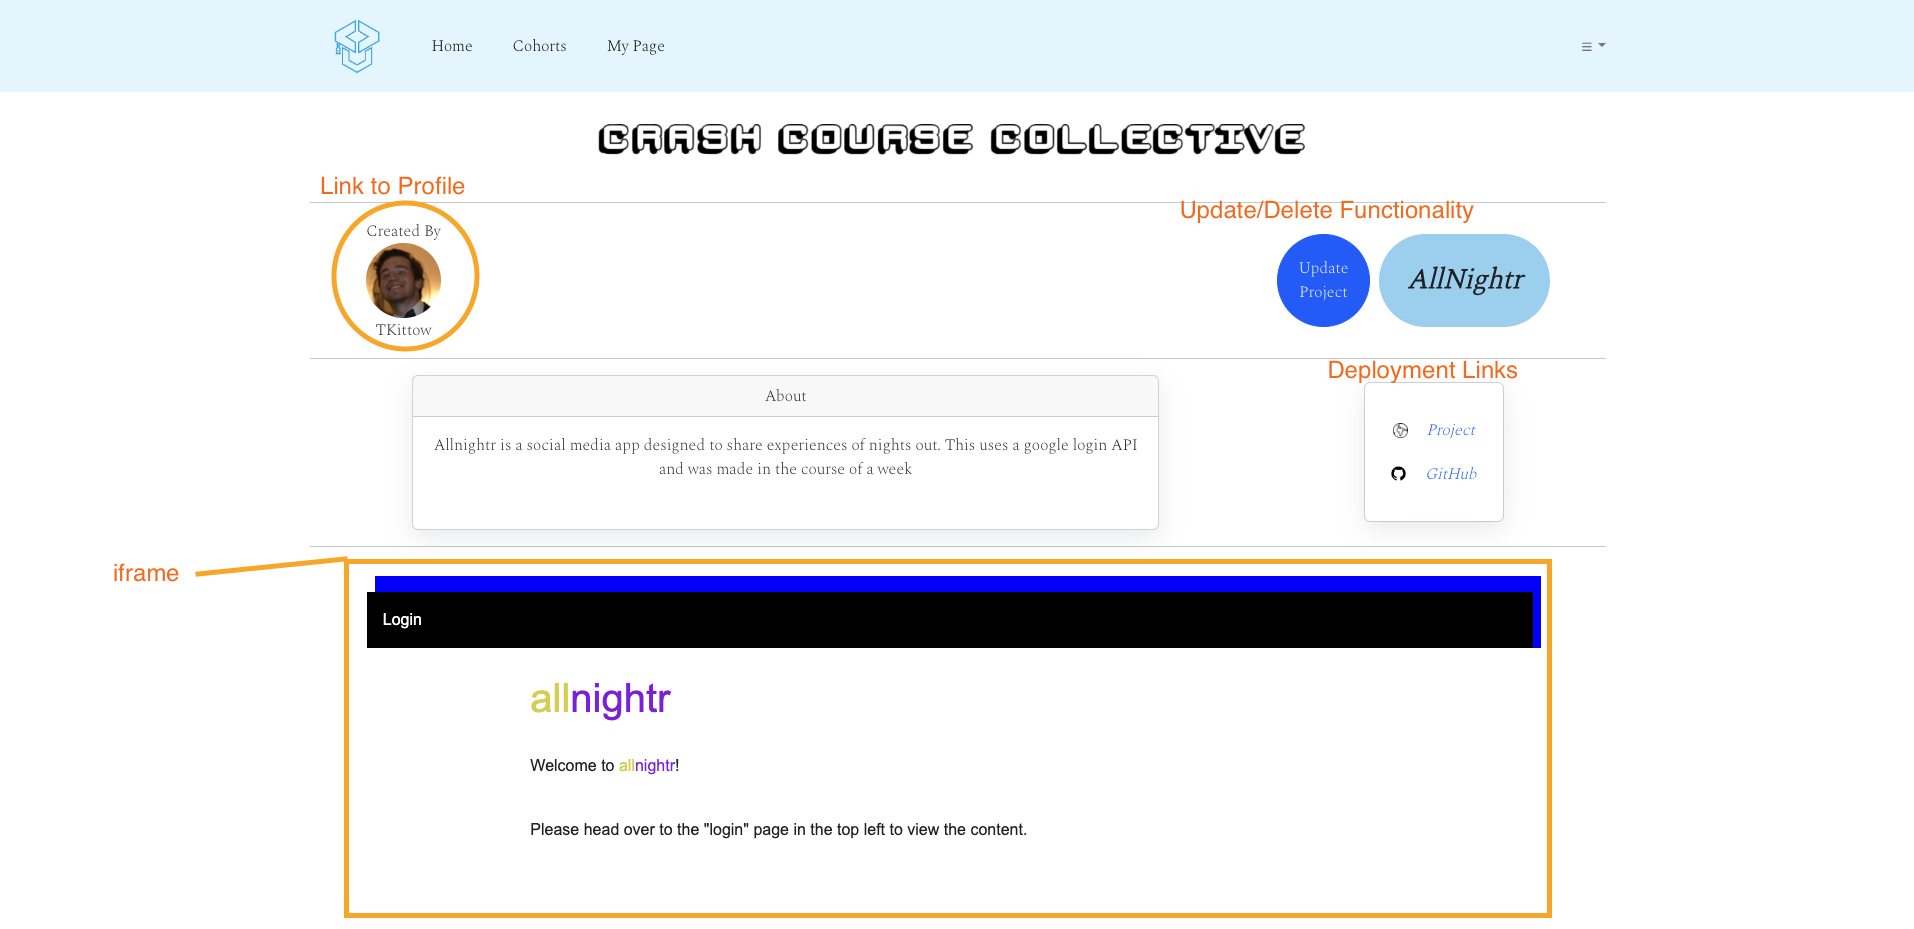 Home Cohorts My Page
CRASH COURSE COLLECTIVE
Link to Profile
Update/Delete Functionality
Created By
TKittow
Update
Project
AllNightr
Deployment Links
About
Allnightr is a social media app designed to share experiences of nights out. This uses a google login API
and was made in the course of a week
Project
GitHub
iframe
Login
allnightr
Welcome to allnightr!
Please head over to the "login" page in the top left to view the content.